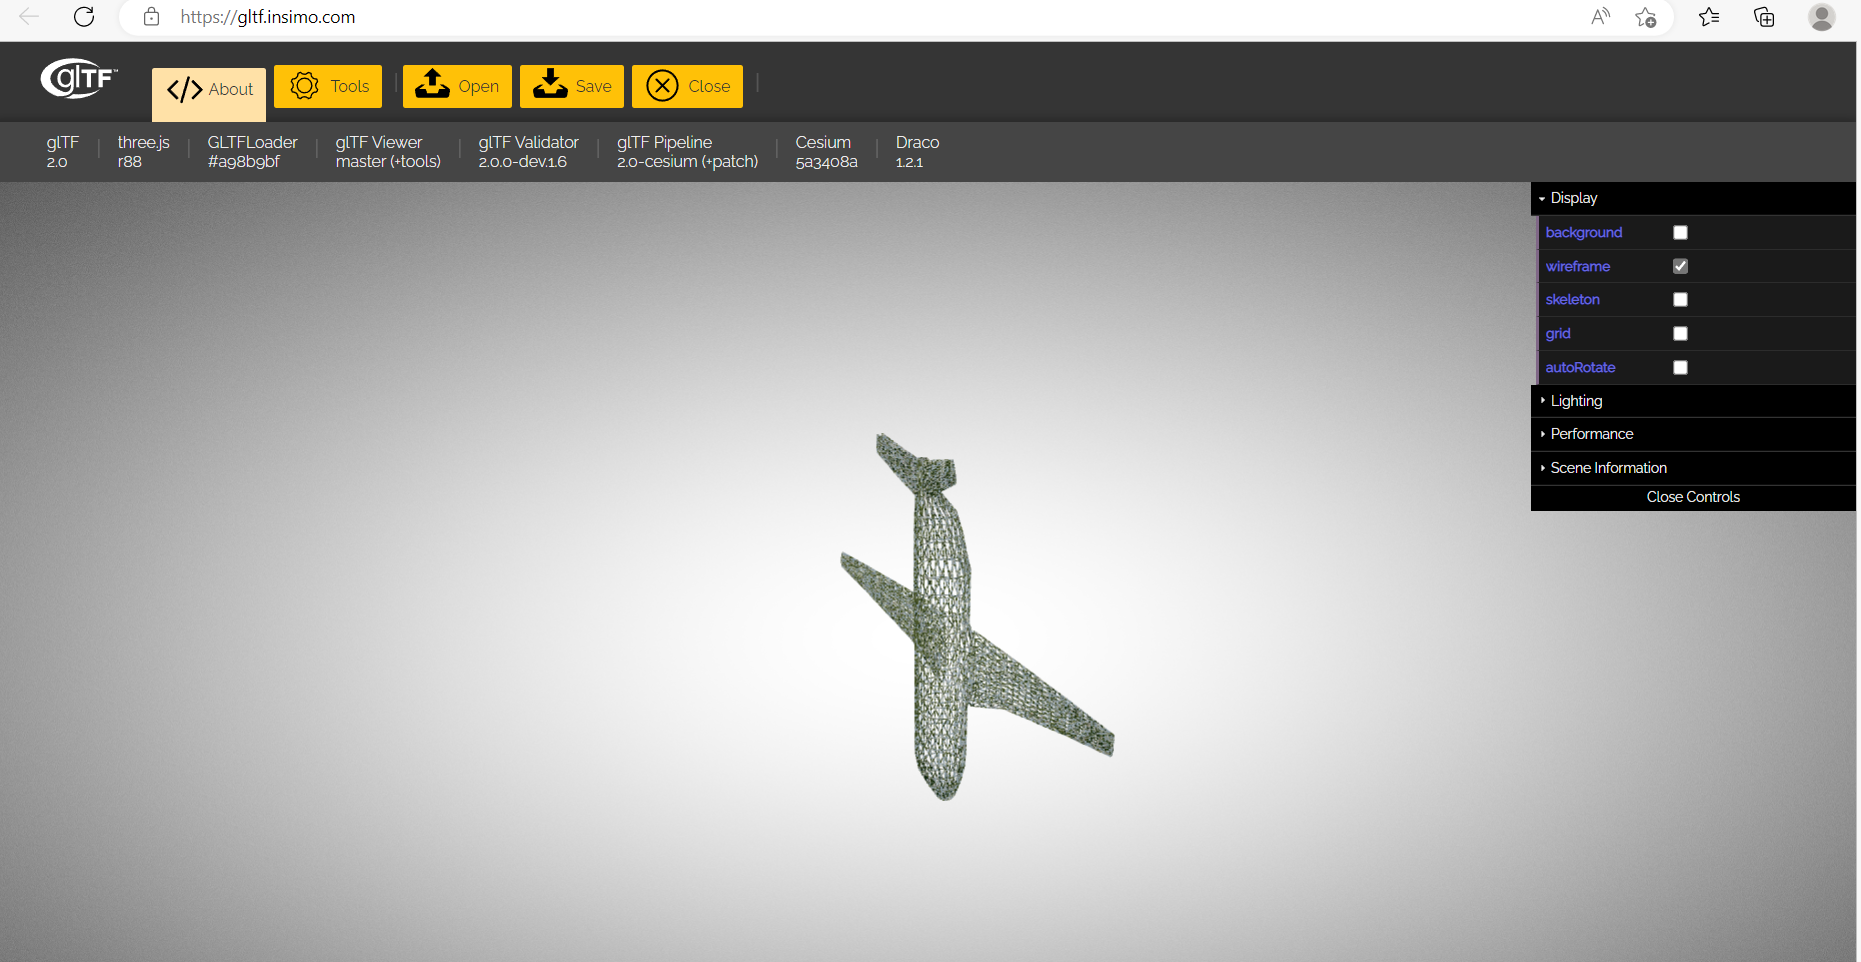 https://gltf.insimo.com
glTF™
</> About
Tools
Open
Save
Close
glTF
2.0
three.js
r88
GLTFLoader
#a98b9bf
glTF Viewer
master (+tools)
glTF Validator
2.0.0-dev.1.6
glTF Pipeline
2.0-cesium (+patch)
Cesium
5a3408a
Draco
1.2.1
Display
background
wireframe
skeleton
grid
autoRotate
Lighting
Performance
Scene Information
Close Controls